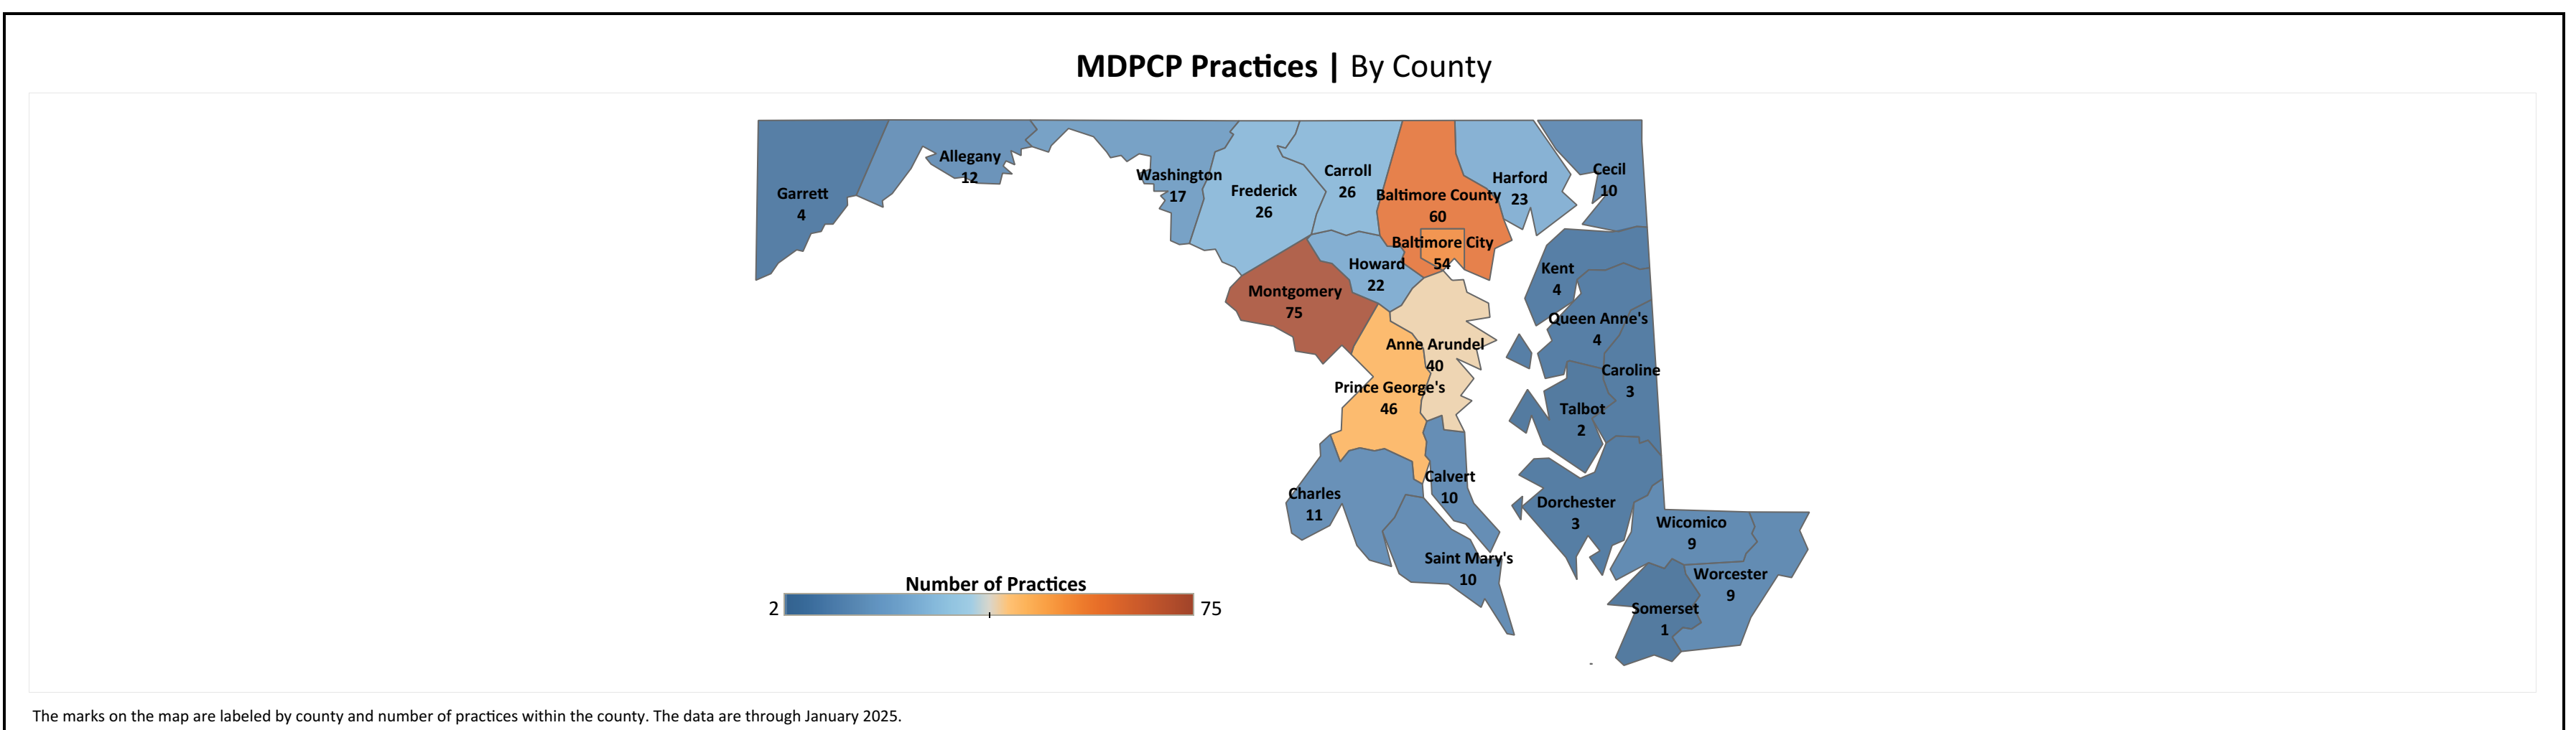 MDPCP Practices | By County
Allegany
12
Garrett
4
Washington
17
Frederick
26
Carroll
26
Baltimore County
60
Harford
23
Cecil
10
Baltimore City
54
Howard
22
Montgomery
75
Kent
4
Queen Anne's
4
Anne Arundel
40
Caroline
3
Prince George's
46
Talbot
2
Calvert
10
Charles
11
Dorchester
3
Wicomico
9
Saint Mary's
10
Worcester
9
Somerset
1
Number of Practices
2 75
The marks on the map are labeled by county and number of practices within the county. The data are through January 2025.